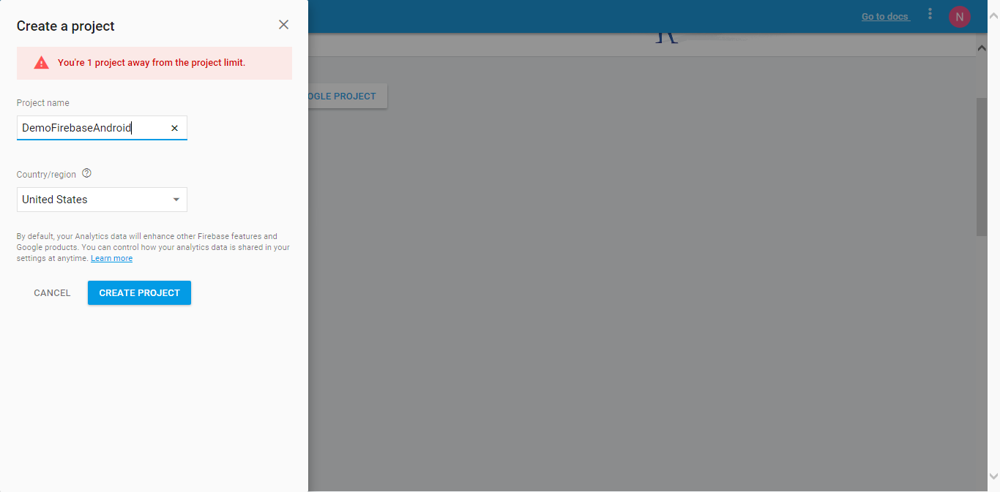 Create a project
You're 1 project away from the project limit.
Project name
DemoFirebaseAndroid
Country/region
United States
By default, your Analytics data will enhance other Firebase features and
Google products. You can control how your analytics data is shared in your
settings at anytime. Learn more
CANCEL CREATE PROJECT
Go to docs
N
OGLE PROJECT